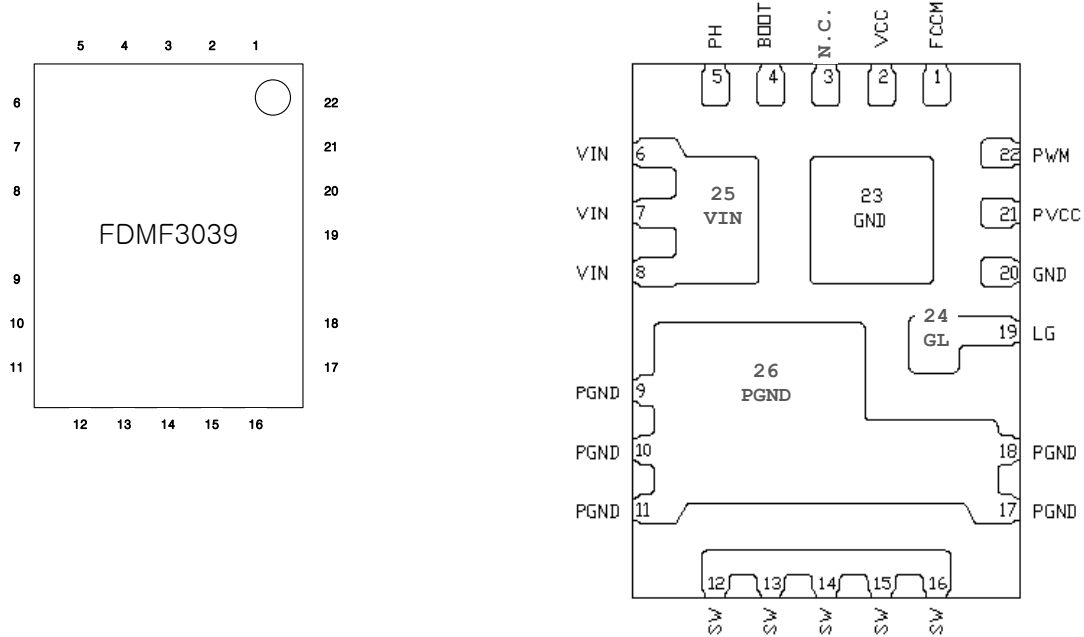 5 4 3 2 1
6
7
8
9
10
11
FDMF3039
22
21
20
19
18
17
12 13 14 15 16
PH BOOT N.C. VCC FCCM
5 4 3 2 1
VIN 6
VIN 7
VIN 8
25
VIN
23
GND
22 PWM
21 PVCC
20 GND
24
GL
19 LG
26
PGND
PGND 9
PGND 10
PGND 11
18 PGND
17 PGND
12 13 14 15 16
SW SW SW SW SW